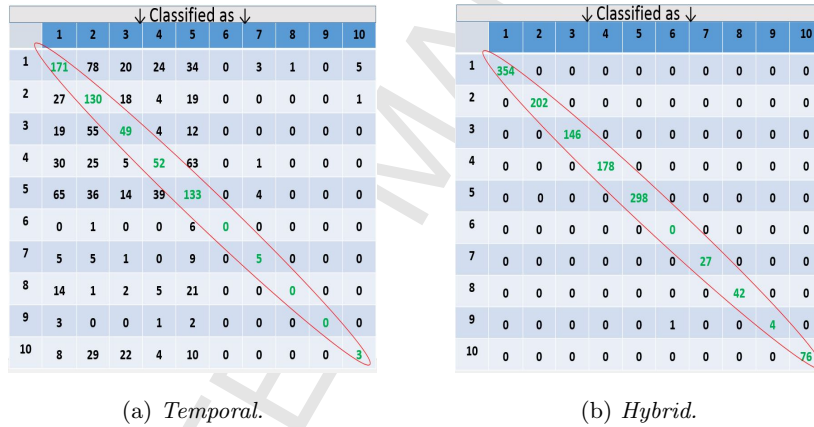 ↓ Classified as ↓
1 2 3 4 5 6 7 8 9 10
1 171 78 20 24 34 0 3 1 0 5
2 27 130 18 4 19 0 0 0 0 1
3 19 55 49 4 12 0 0 0 0 0
4 30 25 5 52 63 0 1 0 0 0
5 65 36 14 39 133 0 4 0 0 0
6 0 1 0 0 6 0 0 0 0 0
7 5 5 1 0 9 0 5 0 0 0
8 14 1 2 5 21 0 0 0 0 0
9 3 0 0 1 2 0 0 0 0 0
10 8 29 22 4 10 0 0 0 0 3
(a) Temporal.
↓ Classified as ↓
1 2 3 4 5 6 7 8 9 10
1 354 0 0 0 0 0 0 0 0 0
2 0 202 0 0 0 0 0 0 0 0
3 0 0 146 0 0 0 0 0 0 0
4 0 0 0 178 0 0 0 0 0 0
5 0 0 0 0 298 0 0 0 0 0
6 0 0 0 0 0 0 0 0 0 0
7 0 0 0 0 0 0 27 0 0 0
8 0 0 0 0 0 0 0 42 0 0
9 0 0 0 0 0 1 0 0 4 0
10 0 0 0 0 0 0 0 0 0 76
(b) Hybrid.